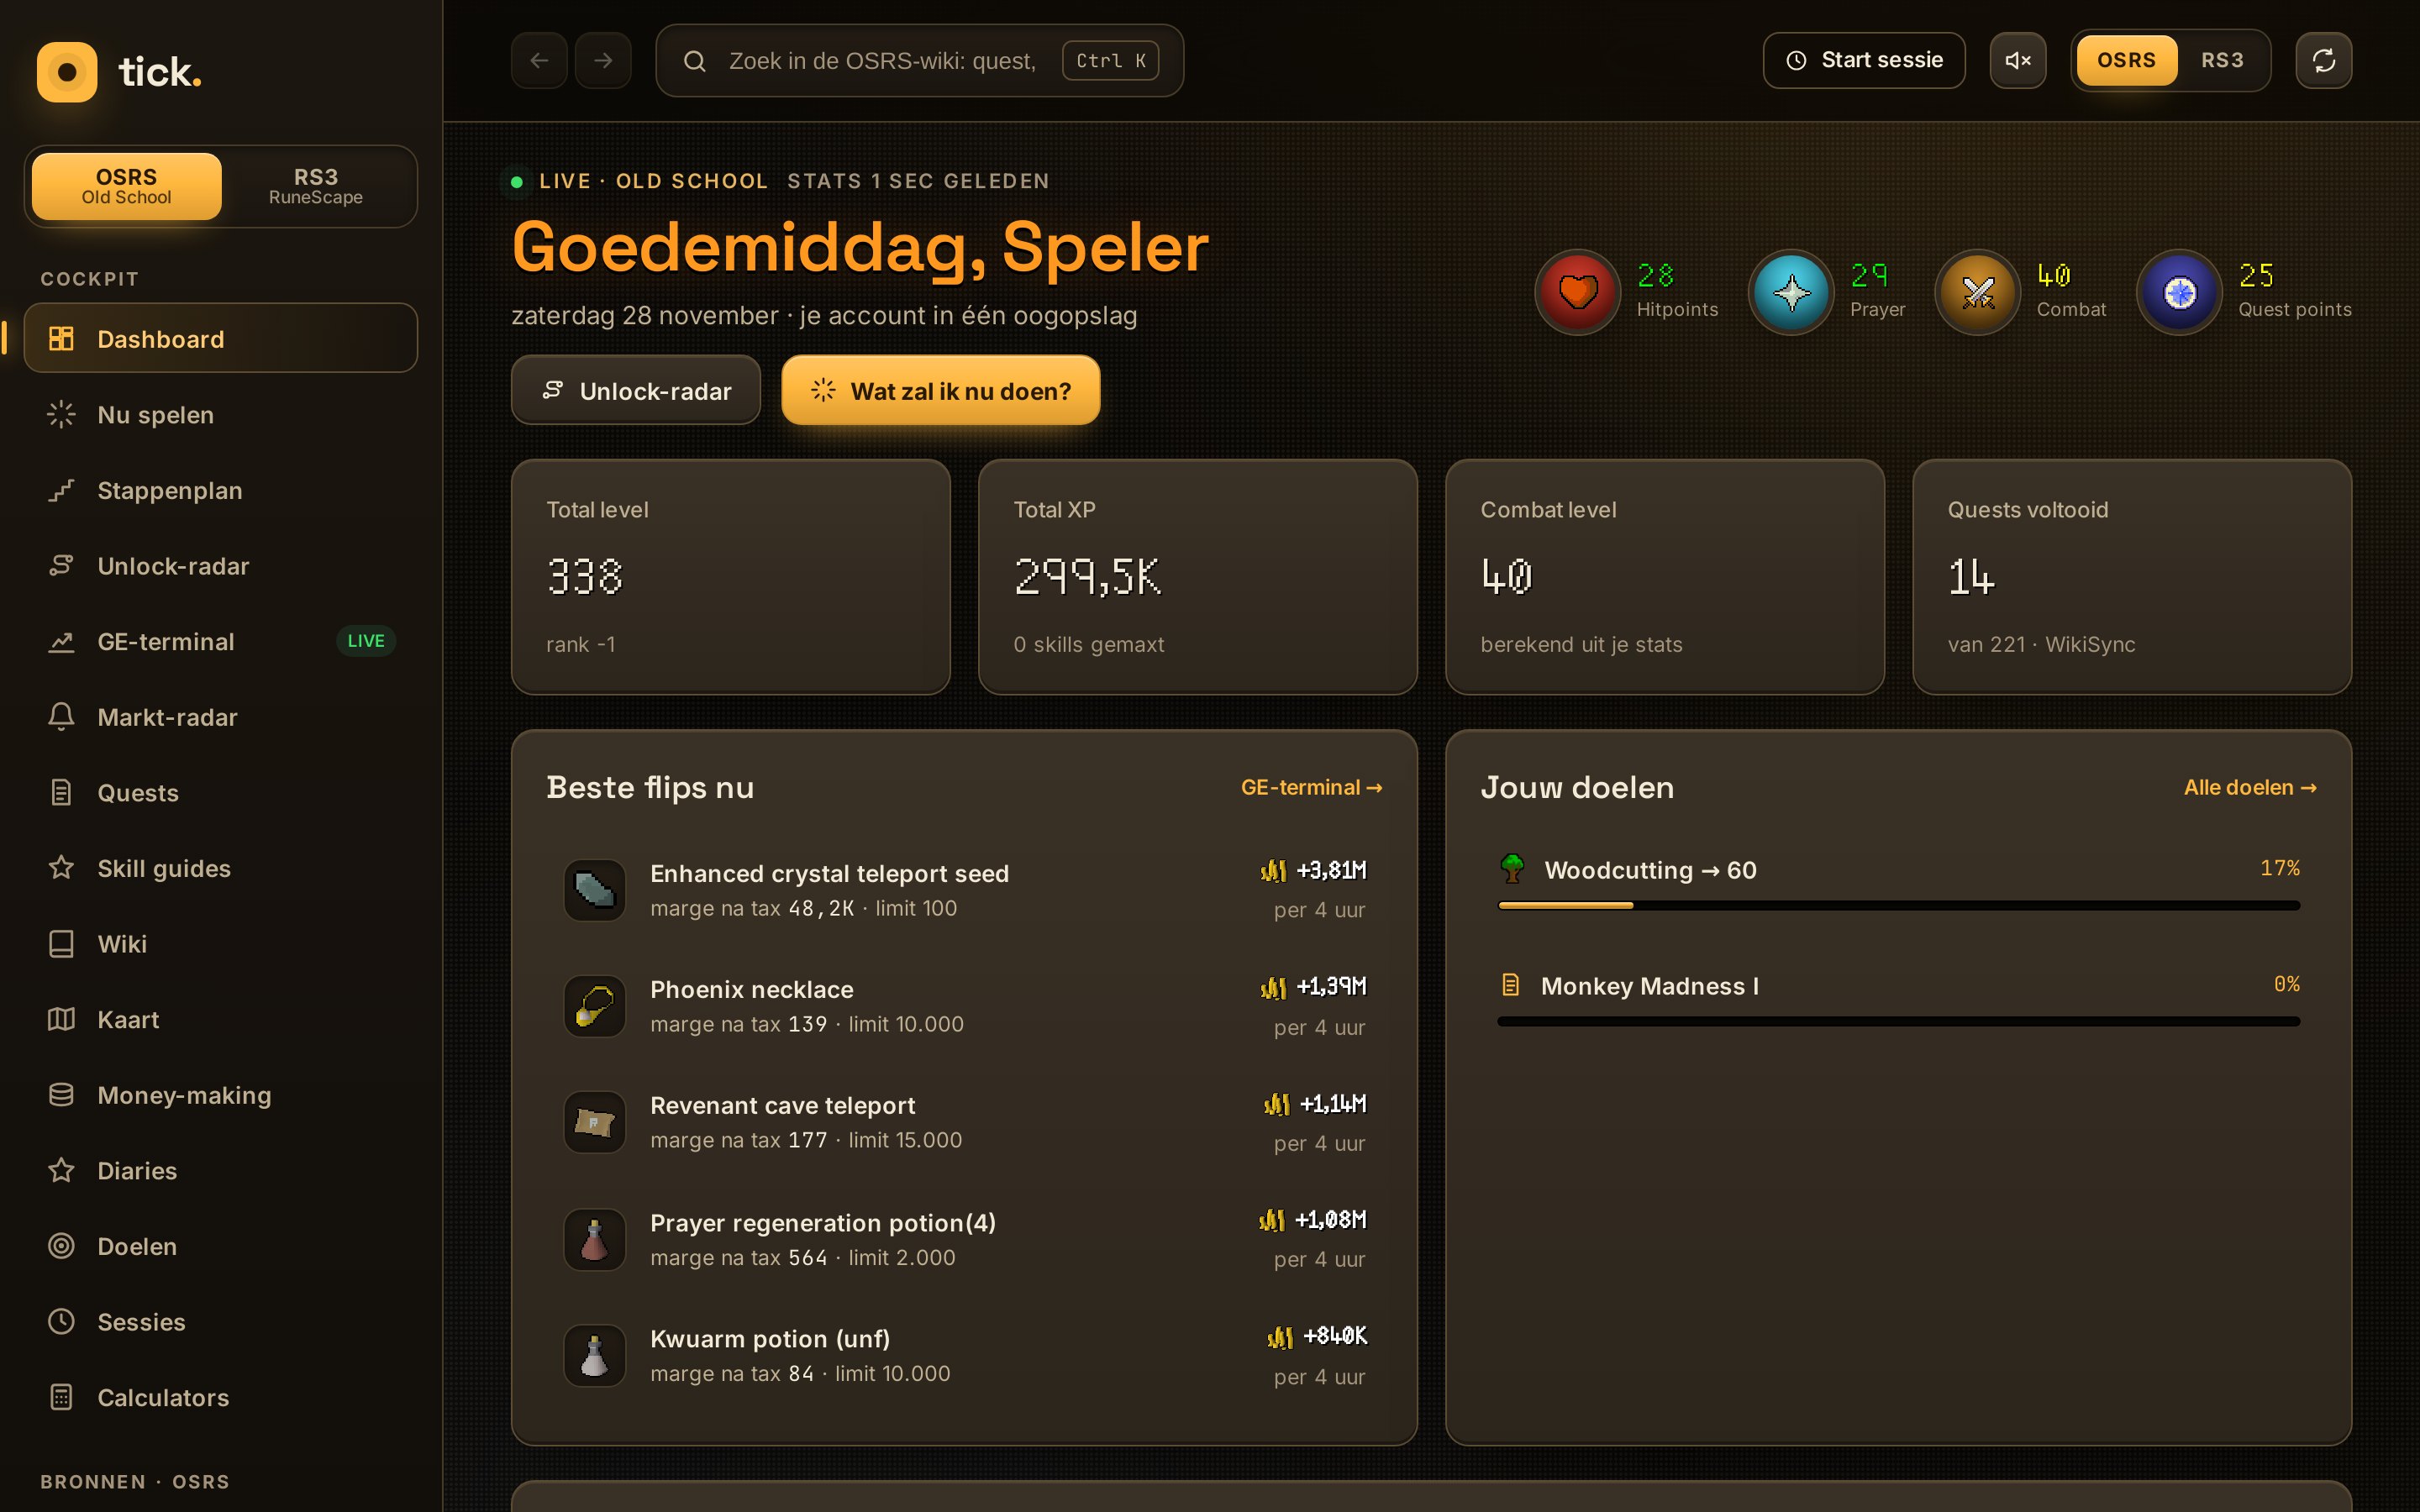 tick.
OSRS
Old School
RS3
RuneScape
COCKPIT
Dashboard
Nu spelen
Stappenplan
Unlock-radar
GE-terminal LIVE
Markt-radar
Quests
Skill guides
Wiki
Kaart
Money-making
Diaries
Doelen
Sessies
Calculators
BRONNEN · OSRS
Zoek in de OSRS-wiki: quest, Ctrl K
Start sessie
OSRS RS3
LIVE · OLD SCHOOL STATS 1 SEC GELEDEN
Goedemiddag, Speler
zaterdag 28 november · je account in één oogopslag
28
Hitpoints
29
Prayer
40
Combat
25
Quest points
Unlock-radar
Wat zal ik nu doen?
Total level
338
rank -1
Total XP
299,5K
0 skills gemaxt
Combat level
40
berekend uit je stats
Quests voltooid
14
van 221 · WikiSync
Beste flips nu GE-terminal →
Enhanced crystal teleport seed +3,81M
marge na tax 48,2K · limit 100 per 4 uur
Phoenix necklace +1,39M
marge na tax 139 · limit 10.000 per 4 uur
Revenant cave teleport +1,14M
marge na tax 177 · limit 15.000 per 4 uur
Prayer regeneration potion(4) +1,08M
marge na tax 564 · limit 2.000 per 4 uur
Kwuarm potion (unf) +840K
marge na tax 84 · limit 10.000 per 4 uur
Jouw doelen Alle doelen →
Woodcutting → 60 17%
Monkey Madness I 0%